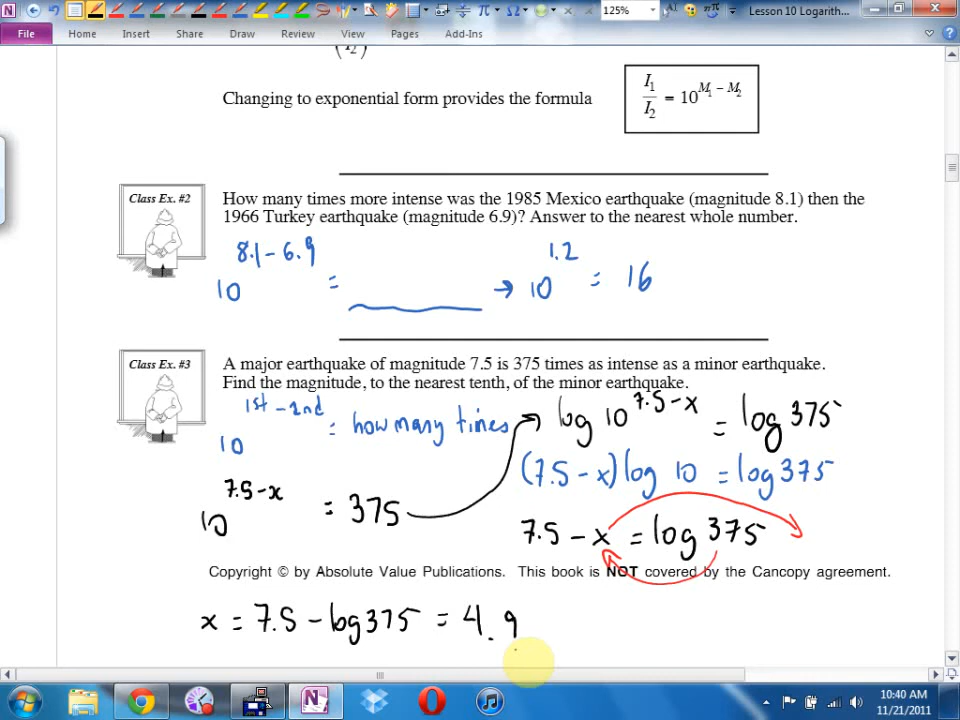 125%
Lesson 10 Logarith...
File Home Insert Share Draw Review View Pages Add-Ins
Changing to exponential form provides the formula
I₁/I₂ = 10^(M₁ − M₂)
Class Ex. #2
How many times more intense was the 1985 Mexico earthquake (magnitude 8.1) then the
1966 Turkey earthquake (magnitude 6.9)? Answer to the nearest whole number.
10^(8.1 − 6.9) = ______ → 10^(1.2) = 16
Class Ex. #3
A major earthquake of magnitude 7.5 is 375 times as intense as a minor earthquake.
Find the magnitude, to the nearest tenth, of the minor earthquake.
10^(1st − 2nd) = how many times
10^(7.5 − x) = 375
log 10^(7.5 − x) = log 375
(7.5 − x) log 10 = log 375
7.5 − x = log 375
Copyright © by Absolute Value Publications. This book is NOT covered by the Cancopy agreement.
x = 7.5 − log 375 = 4.9
10:40 AM
11/21/2011